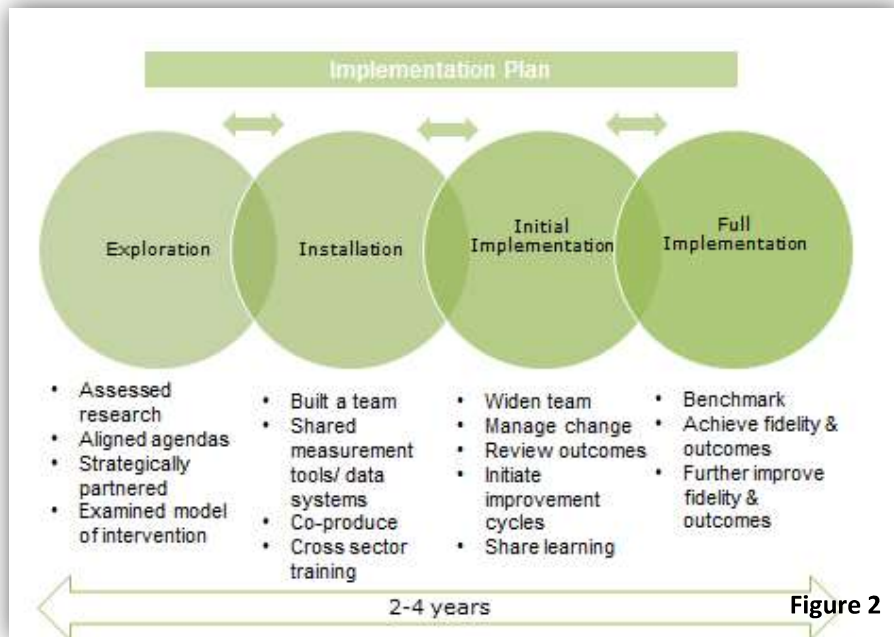 Implementation Plan
Exploration
Installation
Initial
Implementation
Full
Implementation
• Assessed
research
• Aligned agendas
• Strategically
partnered
• Examined model
of intervention
• Built a team
• Shared
measurement
tools/ data
systems
• Co-produce
• Cross sector
training
• Widen team
• Manage change
• Review outcomes
• Initiate
improvement
cycles
• Share learning
• Benchmark
• Achieve fidelity &
outcomes
• Further improve
fidelity &
outcomes
2-4 years
Figure 2